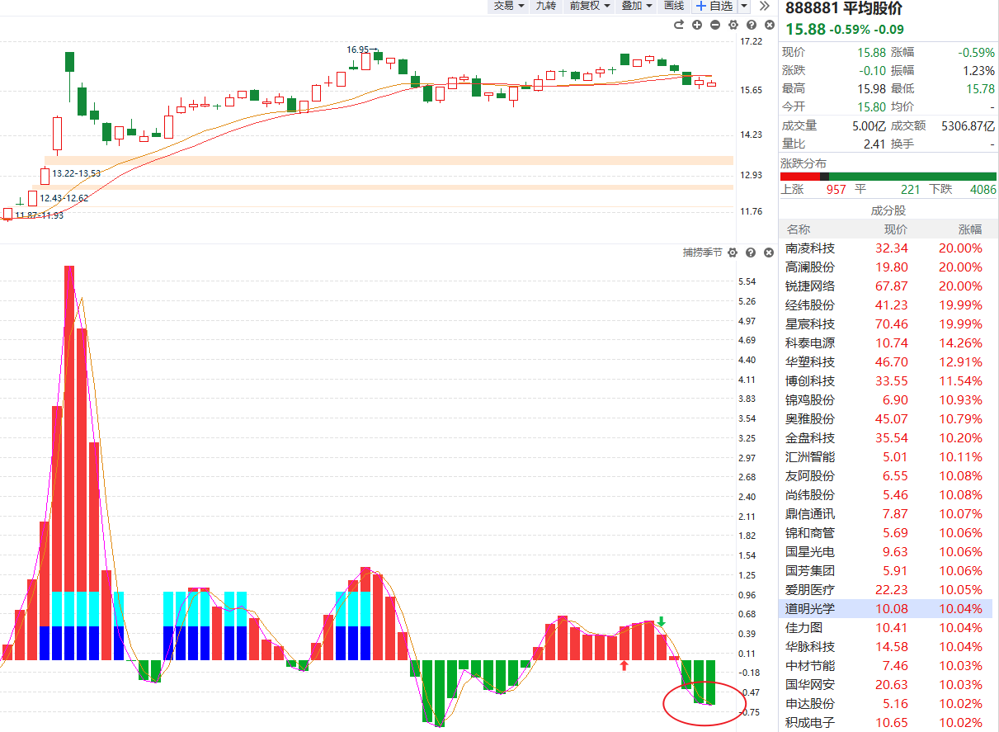 交易 九转 前复权 叠加 画线 + 自选
888881 平均股价
15.88 -0.59% -0.09
现价 15.88 涨幅 -0.59%
涨跌 -0.10 振幅 1.23%
最高 15.98 最低 15.78
今开 15.80 均价 -
成交量 5.00亿 成交额 5306.87亿
量比 2.41 换手 -
涨跌分布
上涨 957 平 221 下跌 4086
成分股
名称 现价 涨幅
南凌科技 32.34 20.00%
高澜股份 19.80 20.00%
锐捷网络 67.87 20.00%
经纬股份 41.23 19.99%
星宸科技 70.46 19.99%
科泰电源 10.74 14.26%
华塑科技 46.70 12.91%
博创科技 33.55 11.54%
锦鸡股份 6.90 10.93%
奥雅股份 45.07 10.79%
金盘科技 35.54 10.20%
汇洲智能 5.01 10.11%
友阿股份 6.55 10.08%
尚纬股份 5.46 10.08%
鼎信通讯 7.87 10.07%
锦和商管 5.69 10.06%
国星光电 9.63 10.06%
国芳集团 5.91 10.06%
爱朋医疗 22.23 10.05%
道明光学 10.08 10.04%
佳力图 10.41 10.04%
华脉科技 14.58 10.04%
中材节能 7.46 10.03%
国华网安 20.63 10.03%
申达股份 5.16 10.02%
积成电子 10.65 10.02%
17.22
16.95
15.65
14.23
13.22-13.53
12.93
12.43-12.62
11.87-11.93
11.76
捕捞季节
5.54
5.26
4.97
4.69
4.40
4.11
3.83
3.54
3.25
2.97
2.68
2.40
2.11
1.82
1.54
1.25
0.96
0.68
0.39
0.11
-0.18
-0.47
-0.75